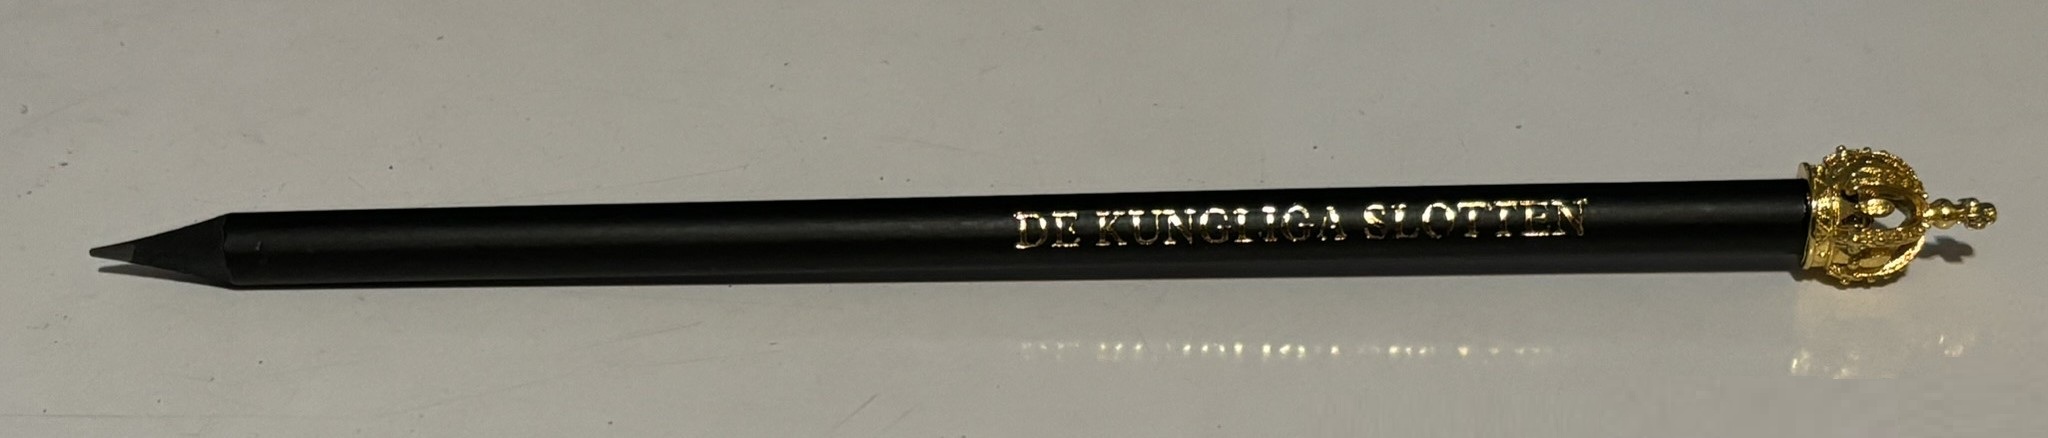 DE KUNGLIGA SLOTTEN